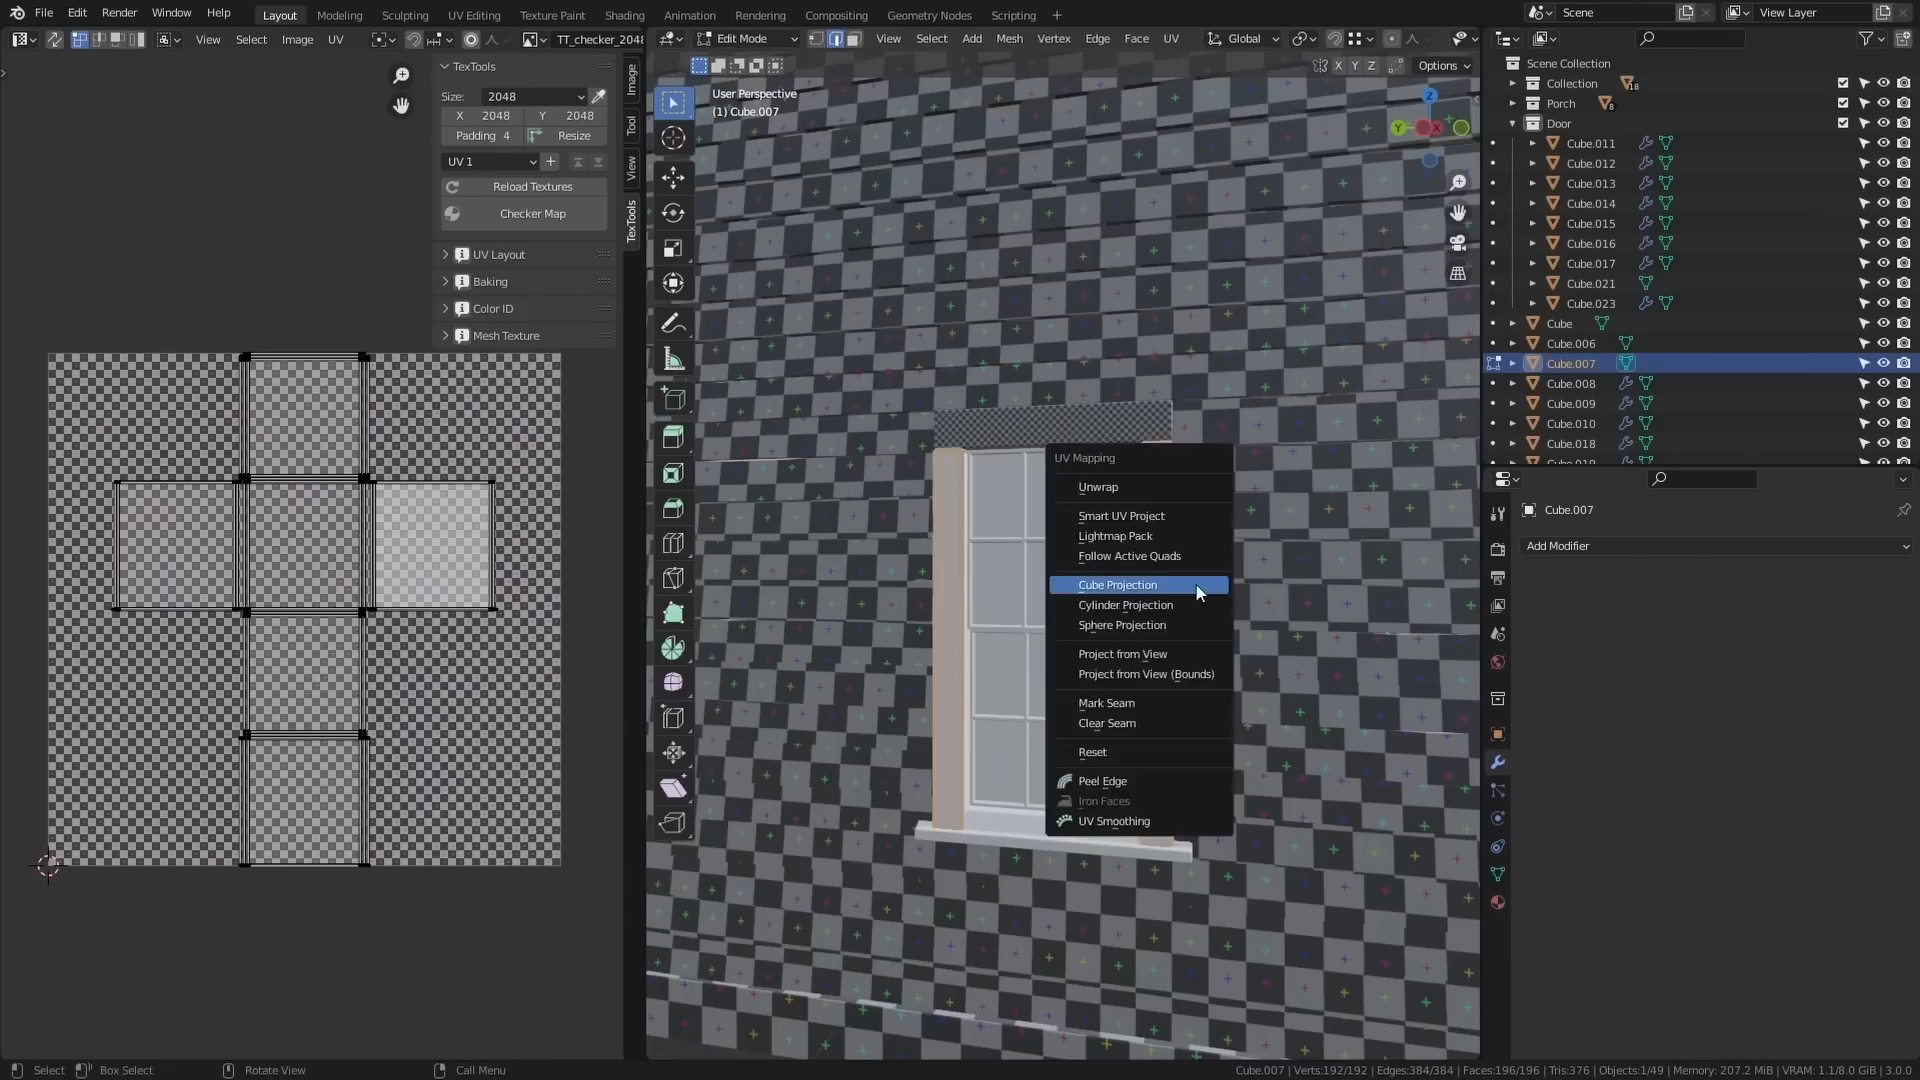 File Edit Render Window Help Layout Modeling Sculpting UV Editing Texture Paint Shading Animation Rendering Compositing Geometry Nodes Scripting + Scene View Layer
View Select Image UV TT_checker_2048 Edit Mode View Select Add Mesh Vertex Edge Face UV Global
X Y Z Options
TexTools
Size: 2048
X 2048 Y 2048
Padding 4 Resize
UV 1
Reload Textures
Checker Map
UV Layout
Baking
Color ID
Mesh Texture
Image
Tool
View
TexTools
User Perspective
(1) Cube.007
Z
Y X
UV Mapping
Unwrap
Smart UV Project
Lightmap Pack
Follow Active Quads
Cube Projection
Cylinder Projection
Sphere Projection
Project from View
Project from View (Bounds)
Mark Seam
Clear Seam
Reset
Peel Edge
Iron Faces
UV Smoothing
Scene Collection
Collection 18
Porch 8
Door
Cube.011
Cube.012
Cube.013
Cube.014
Cube.015
Cube.016
Cube.017
Cube.021
Cube.023
Cube
Cube.006
Cube.007
Cube.008
Cube.009
Cube.010
Cube.018
Cube.007
Add Modifier
Select Box Select Rotate View Call Menu Cube.007 | Verts:192/192 | Edges:384/384 | Faces:196/196 | Tris:376 | Objects:1/49 | Memory: 207.2 MiB | VRAM: 1.1/8.0 GiB | 3.0.0